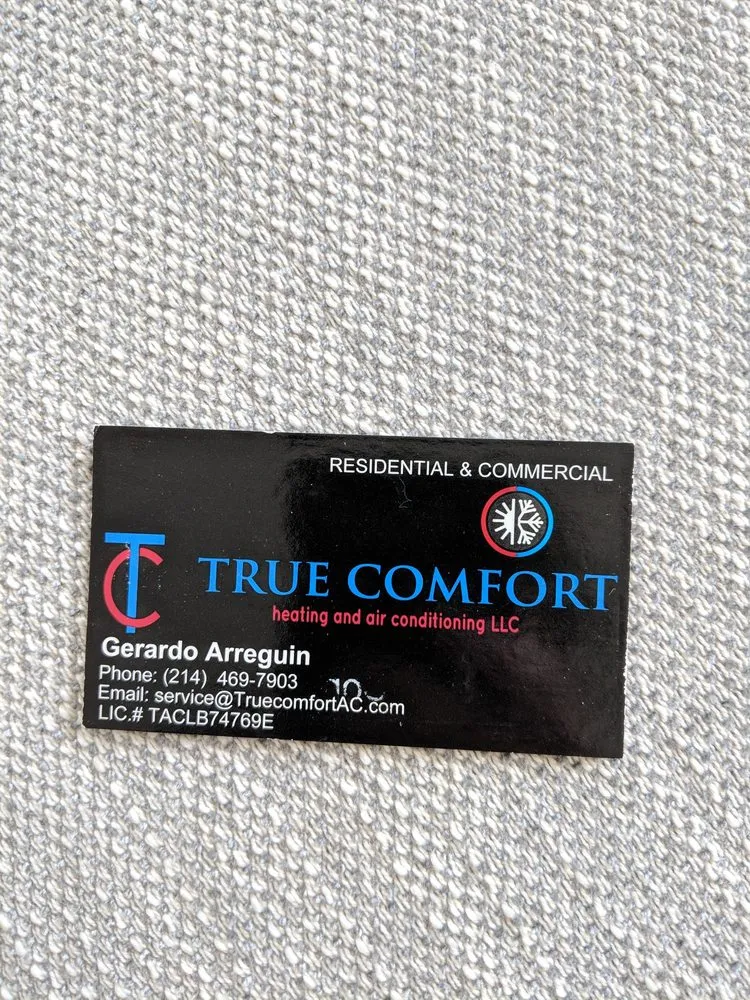 RESIDENTIAL & COMMERCIAL
TC
TRUE COMFORT
heating and air conditioning LLC
Gerardo Arreguin
Phone: (214) 469-7903
Email: service@TruecomfortAC.com
LIC.# TACLB74769E